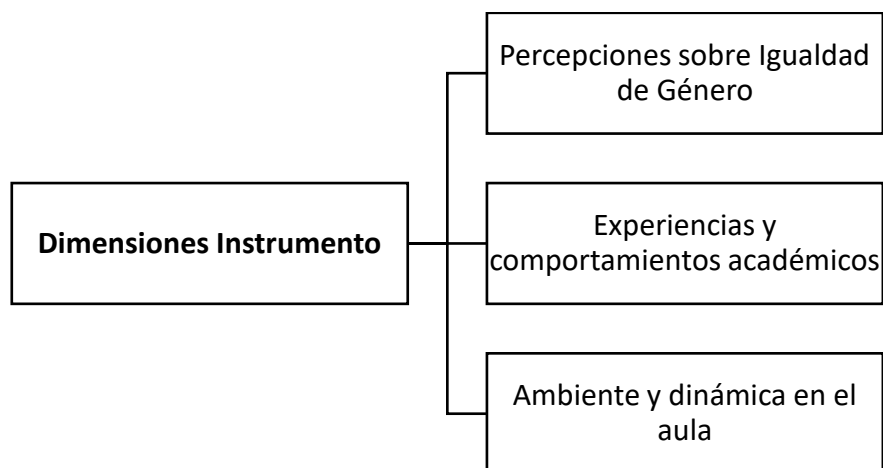 Percepciones sobre Igualdad
de Género
Dimensiones Instrumento
Experiencias y
comportamientos académicos
Ambiente y dinámica en el
aula